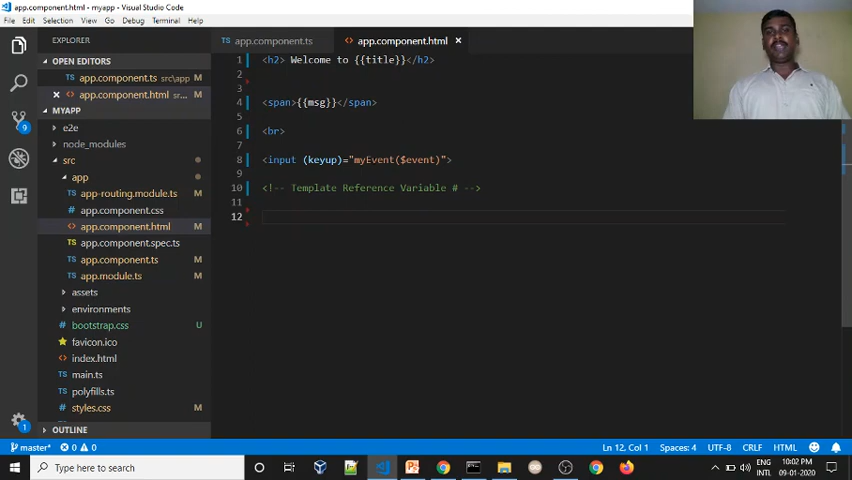 app.component.html - myapp - Visual Studio Code
File Edit Selection View Go Debug Terminal Help
EXPLORER
OPEN EDITORS
app.component.ts src\app M
app.component.html src... M
MYAPP
e2e
node_modules
src
app
app-routing.module.ts M
app.component.css
app.component.html M
app.component.spec.ts
app.component.ts M
app.module.ts M
assets
environments
bootstrap.css U
favicon.ico
index.html
main.ts
polyfills.ts
styles.css M
OUTLINE
9
1
app.component.ts app.component.html
1 <h2> Welcome to {{title}}</h2>
2
3
4 <span>{{msg}}</span>
5
6 <br>
7
8 <input (keyup)="myEvent($event)">
9
10 <!-- Template Reference Variable # -->
11
12
master* 0 0 Ln 12, Col 1 Spaces: 4 UTF-8 CRLF HTML
Type here to search
ENG
INTL
10:02 PM
09-01-2020